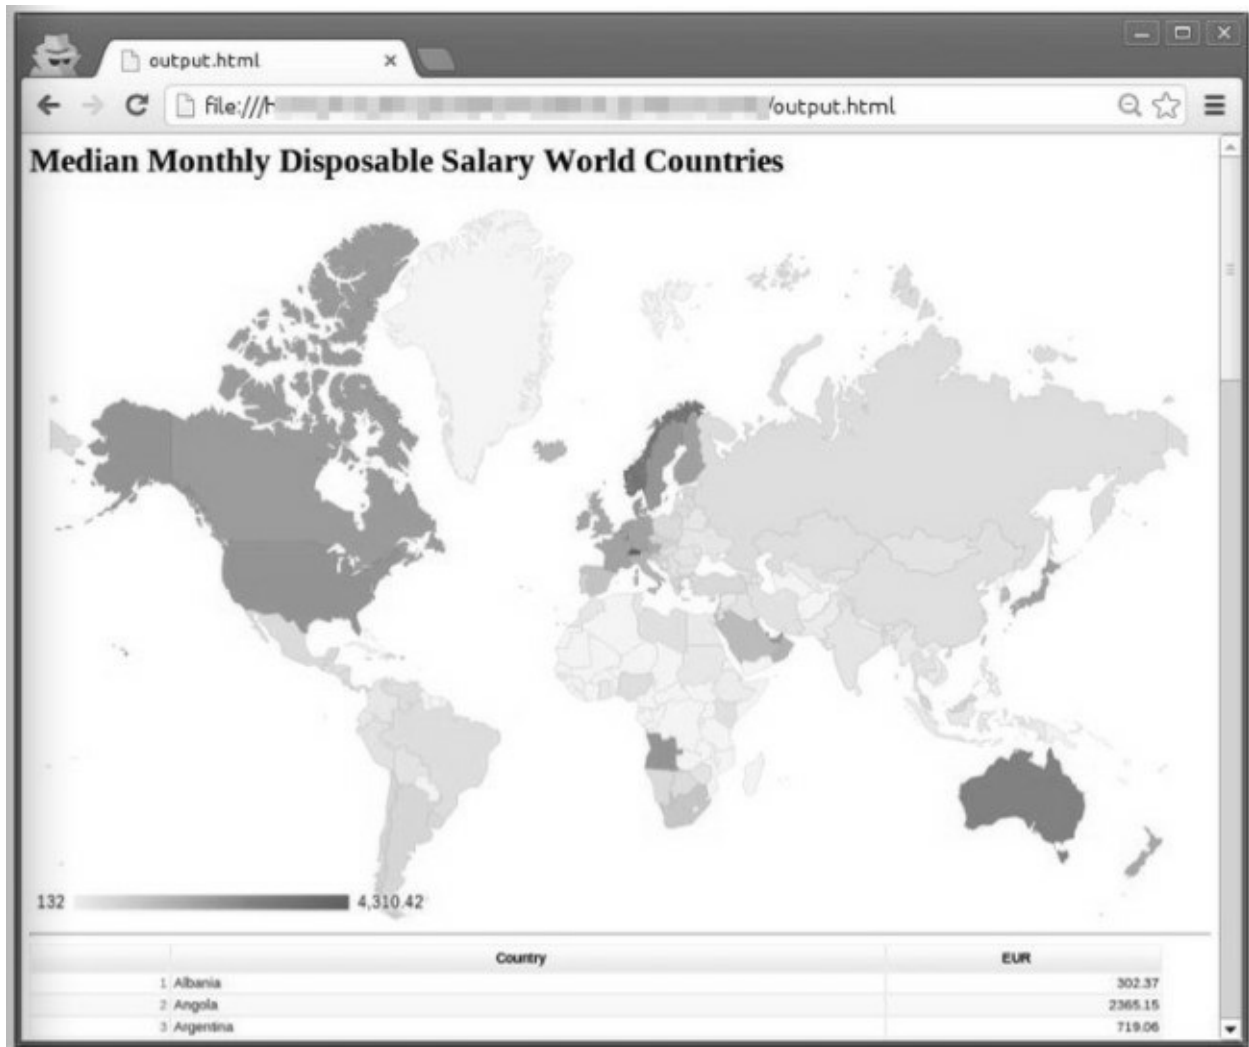 output.html
file:///h /output.html
Median Monthly Disposable Salary World Countries
132 4,310.42
Country EUR
1 Albania 302.37
2 Angola 2365.15
3 Argentina 719.06